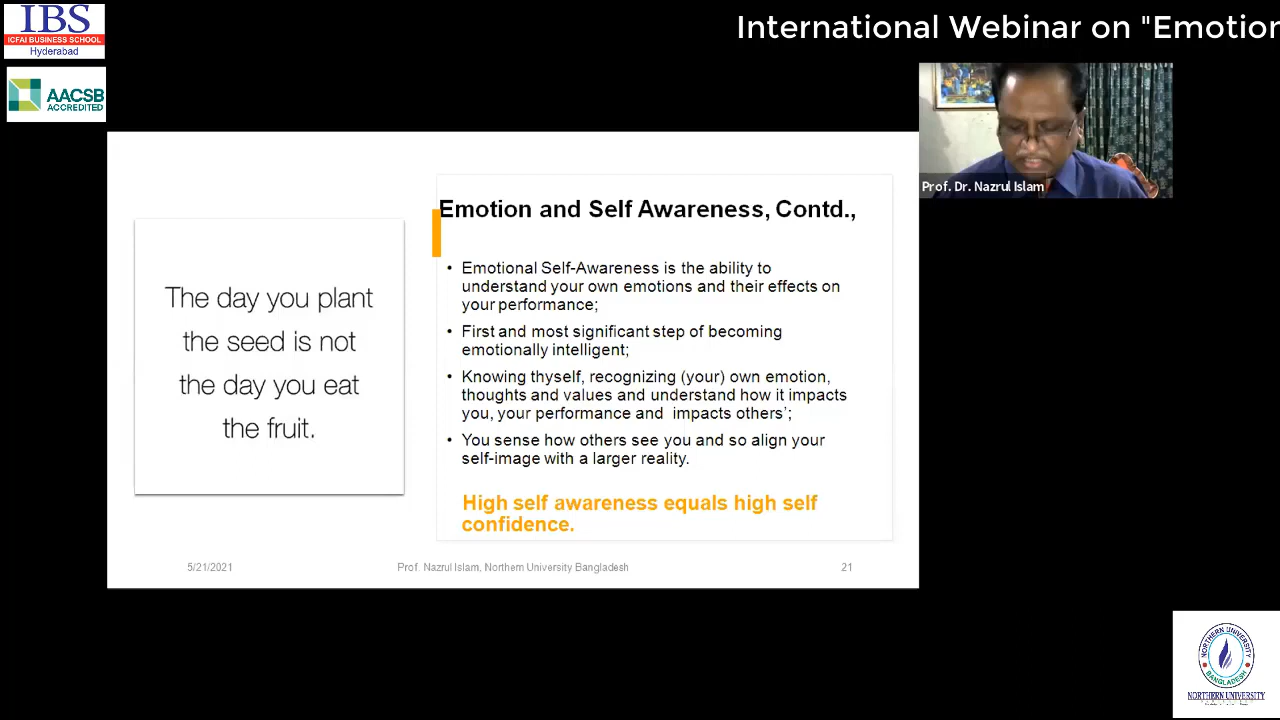 IBS
ICFAI BUSINESS SCHOOL
Hyderabad
AACSB
ACCREDITED
International Webinar on "Emotion
Prof. Dr. Nazrul Islam
The day you plant
the seed is not
the day you eat
the fruit.
Emotion and Self Awareness, Contd.,
• Emotional Self-Awareness is the ability to
understand your own emotions and their effects on
your performance;
• First and most significant step of becoming
emotionally intelligent;
• Knowing thyself, recognizing (your) own emotion,
thoughts and values and understand how it impacts
you, your performance and impacts others';
• You sense how others see you and so align your
self-image with a larger reality.
High self awareness equals high self
confidence.
5/21/2021
Prof. Nazrul Islam, Northern University Bangladesh
21
NORTHERN UNIVERSITY
BANGLADESH
NORTHERN UNIVERSITY